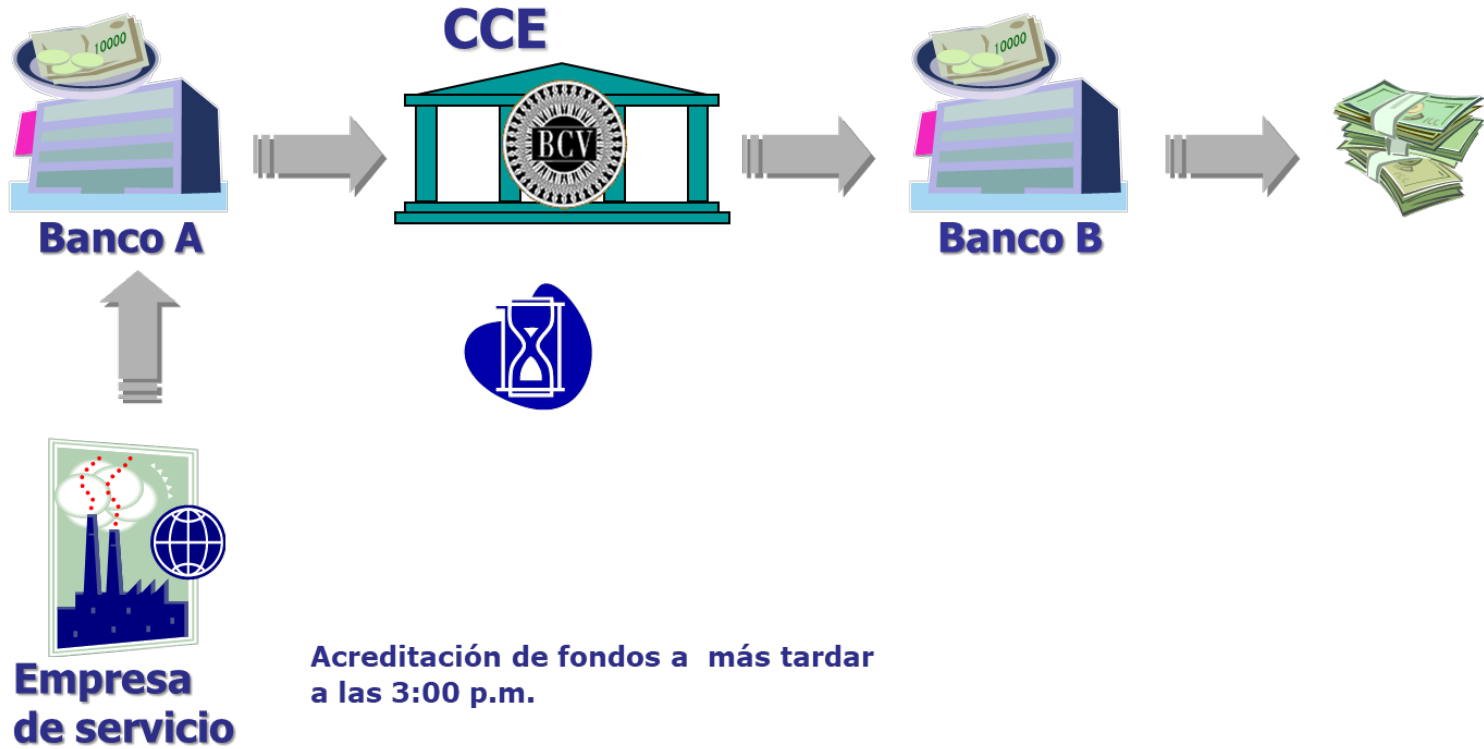 CCE
10000
10000
BCV
Banco A
Banco B
Empresa
de servicio
Acreditación de fondos a más tardar
a las 3:00 p.m.